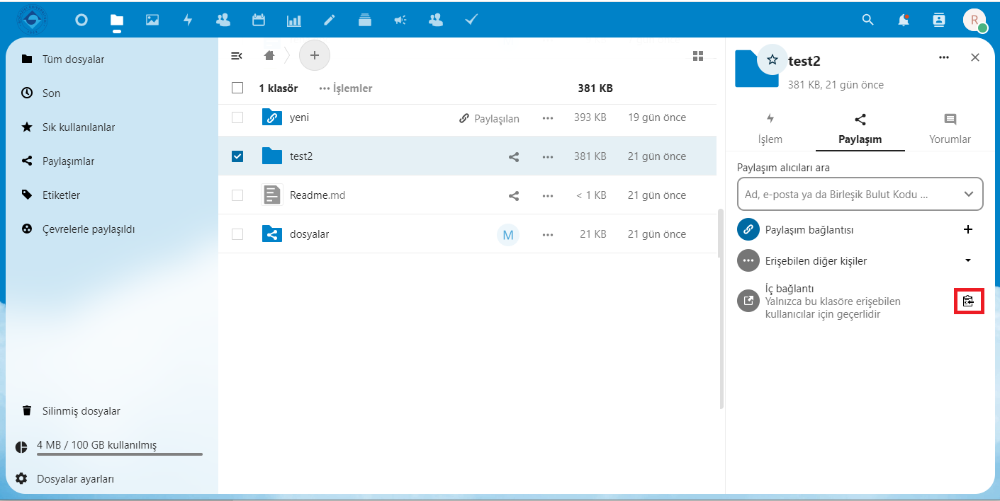 R
Tüm dosyalar
Son
Sık kullanılanlar
Paylaşımlar
Etiketler
Çevrelerle paylaşıldı
Silinmiş dosyalar
4 MB / 100 GB kullanılmış
Dosyalar ayarları
1 klasör ••• İşlemler 381 KB
yeni Paylaşılan 393 KB 19 gün önce
test2 381 KB 21 gün önce
Readme.md < 1 KB 21 gün önce
dosyalar M 21 KB 21 gün önce
test2
381 KB, 21 gün önce
İşlem Paylaşım Yorumlar
Paylaşım alıcıları ara
Ad, e-posta ya da Birleşik Bulut Kodu ...
Paylaşım bağlantısı
Erişebilen diğer kişiler
İç bağlantı
Yalnızca bu klasöre erişebilen
kullanıcılar için geçerlidir